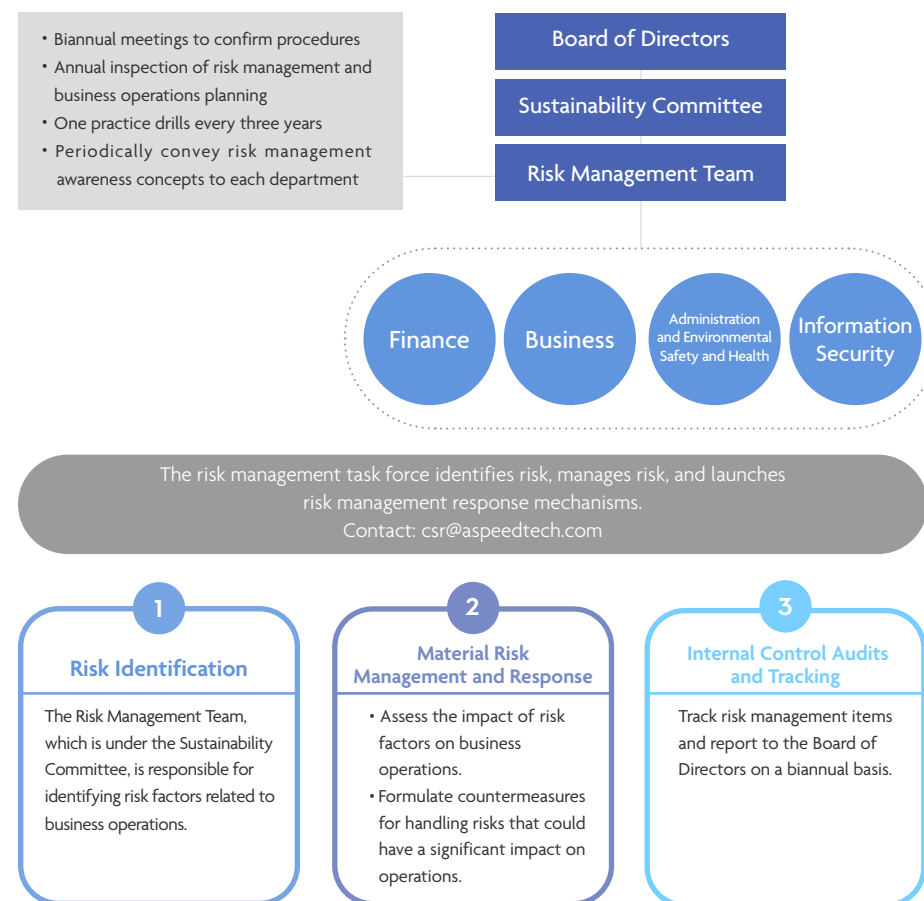 • Biannual meetings to confirm procedures
• Annual inspection of risk management and
business operations planning
• One practice drills every three years
• Periodically convey risk management
awareness concepts to each department
Board of Directors
Sustainability Committee
Risk Management Team
Finance
Business
Administration
and Environmental
Safety and Health
Information
Security
The risk management task force identifies risk, manages risk, and launches
risk management response mechanisms.
Contact: csr@aspeedtech.com
1
Risk Identification
The Risk Management Team,
which is under the Sustainability
Committee, is responsible for
identifying risk factors related to
business operations.
2
Material Risk
Management and Response
• Assess the impact of risk
factors on business
operations.
• Formulate countermeasures
for handling risks that could
have a significant impact on
operations.
3
Internal Control Audits
and Tracking
Track risk management items
and report to the Board of
Directors on a biannual basis.